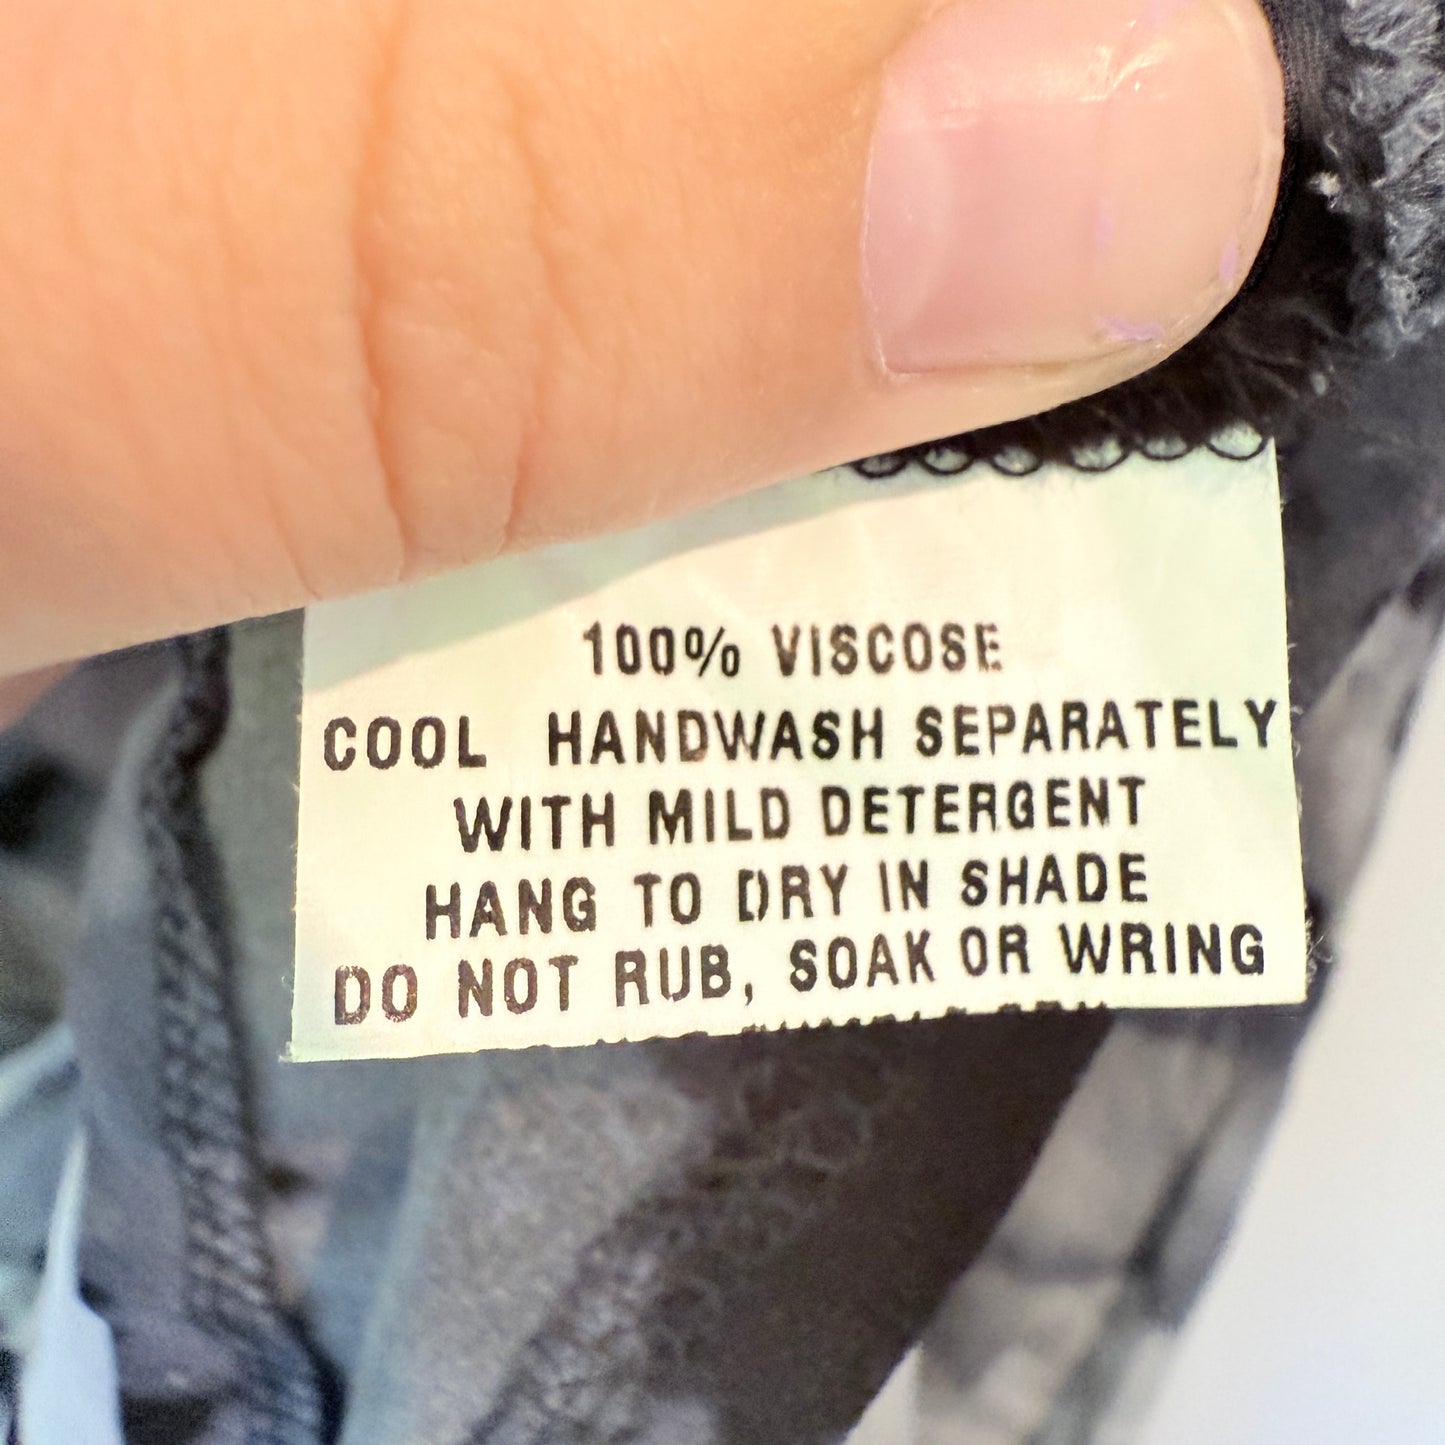 100% VISCOSE
COOL HANDWASH SEPARATELY
WITH MILD DETERGENT
HANG TO DRY IN SHADE
DO NOT RUB, SOAK OR WRING